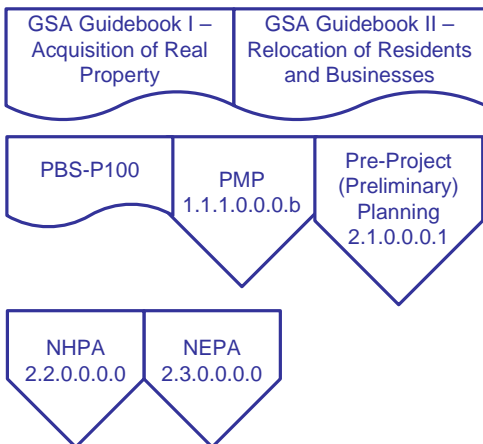 GSA Guidebook I –
Acquisition of Real
Property
GSA Guidebook II –
Relocation of Residents
and Businesses
PBS-P100
PMP
1.1.1.0.0.0.b
Pre-Project
(Preliminary)
Planning
2.1.0.0.0.1
NHPA
2.2.0.0.0.0
NEPA
2.3.0.0.0.0